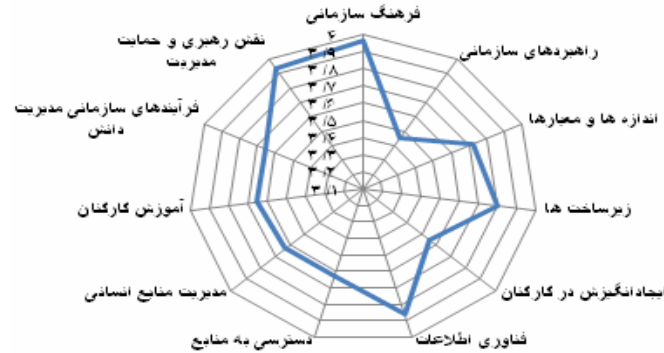 فرهنگ سازمانی
راهبردهای سازمانی
اندازه ها و معیارها
زیرساخت ها
ایجادانگیزش در کارکنان
فناوری اطلاعات
دسترسی به منابع
مدیریت منابع انسانی
آموزش کارکنان
فرآیندهای سازمانی مدیریت
دانش
نقش رهبری و حمایت
مدیریت
۴
۳/۹
۳/۸
۳/۷
۳/۶
۳/۵
۳/۴
۳/۳
۳/۲
۳/۱